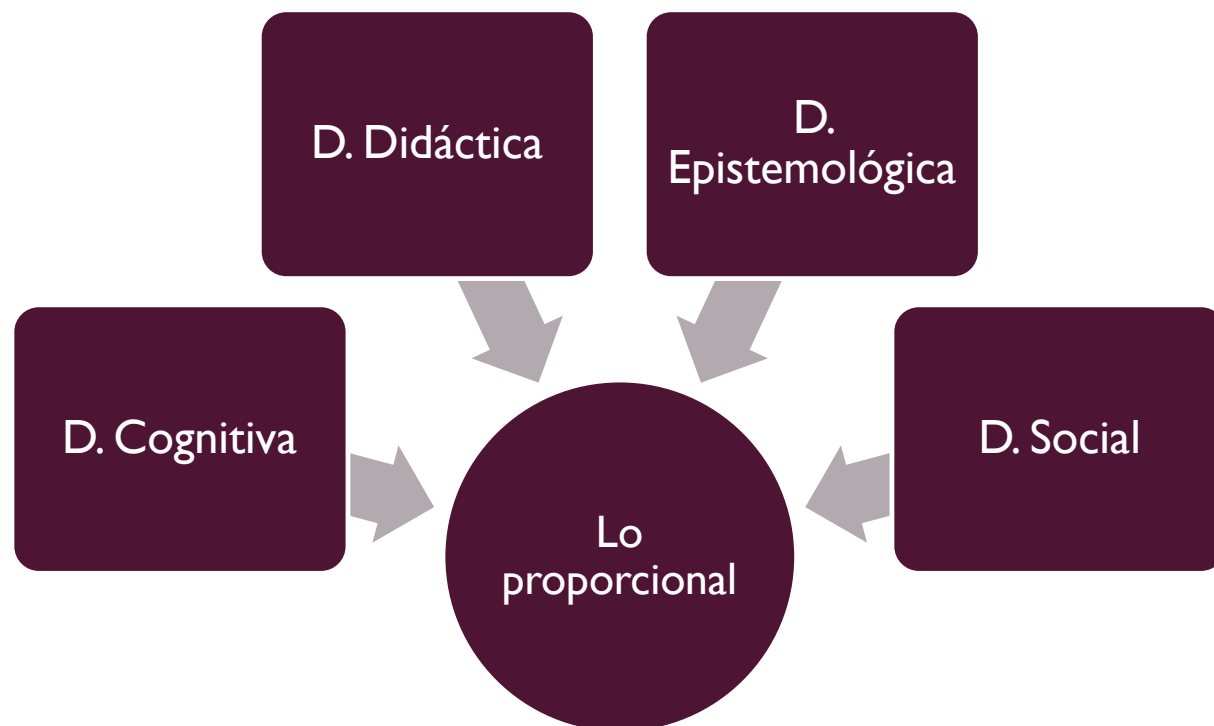 D. Didáctica
D.
Epistemológica
D. Cognitiva
D. Social
Lo
proporcional